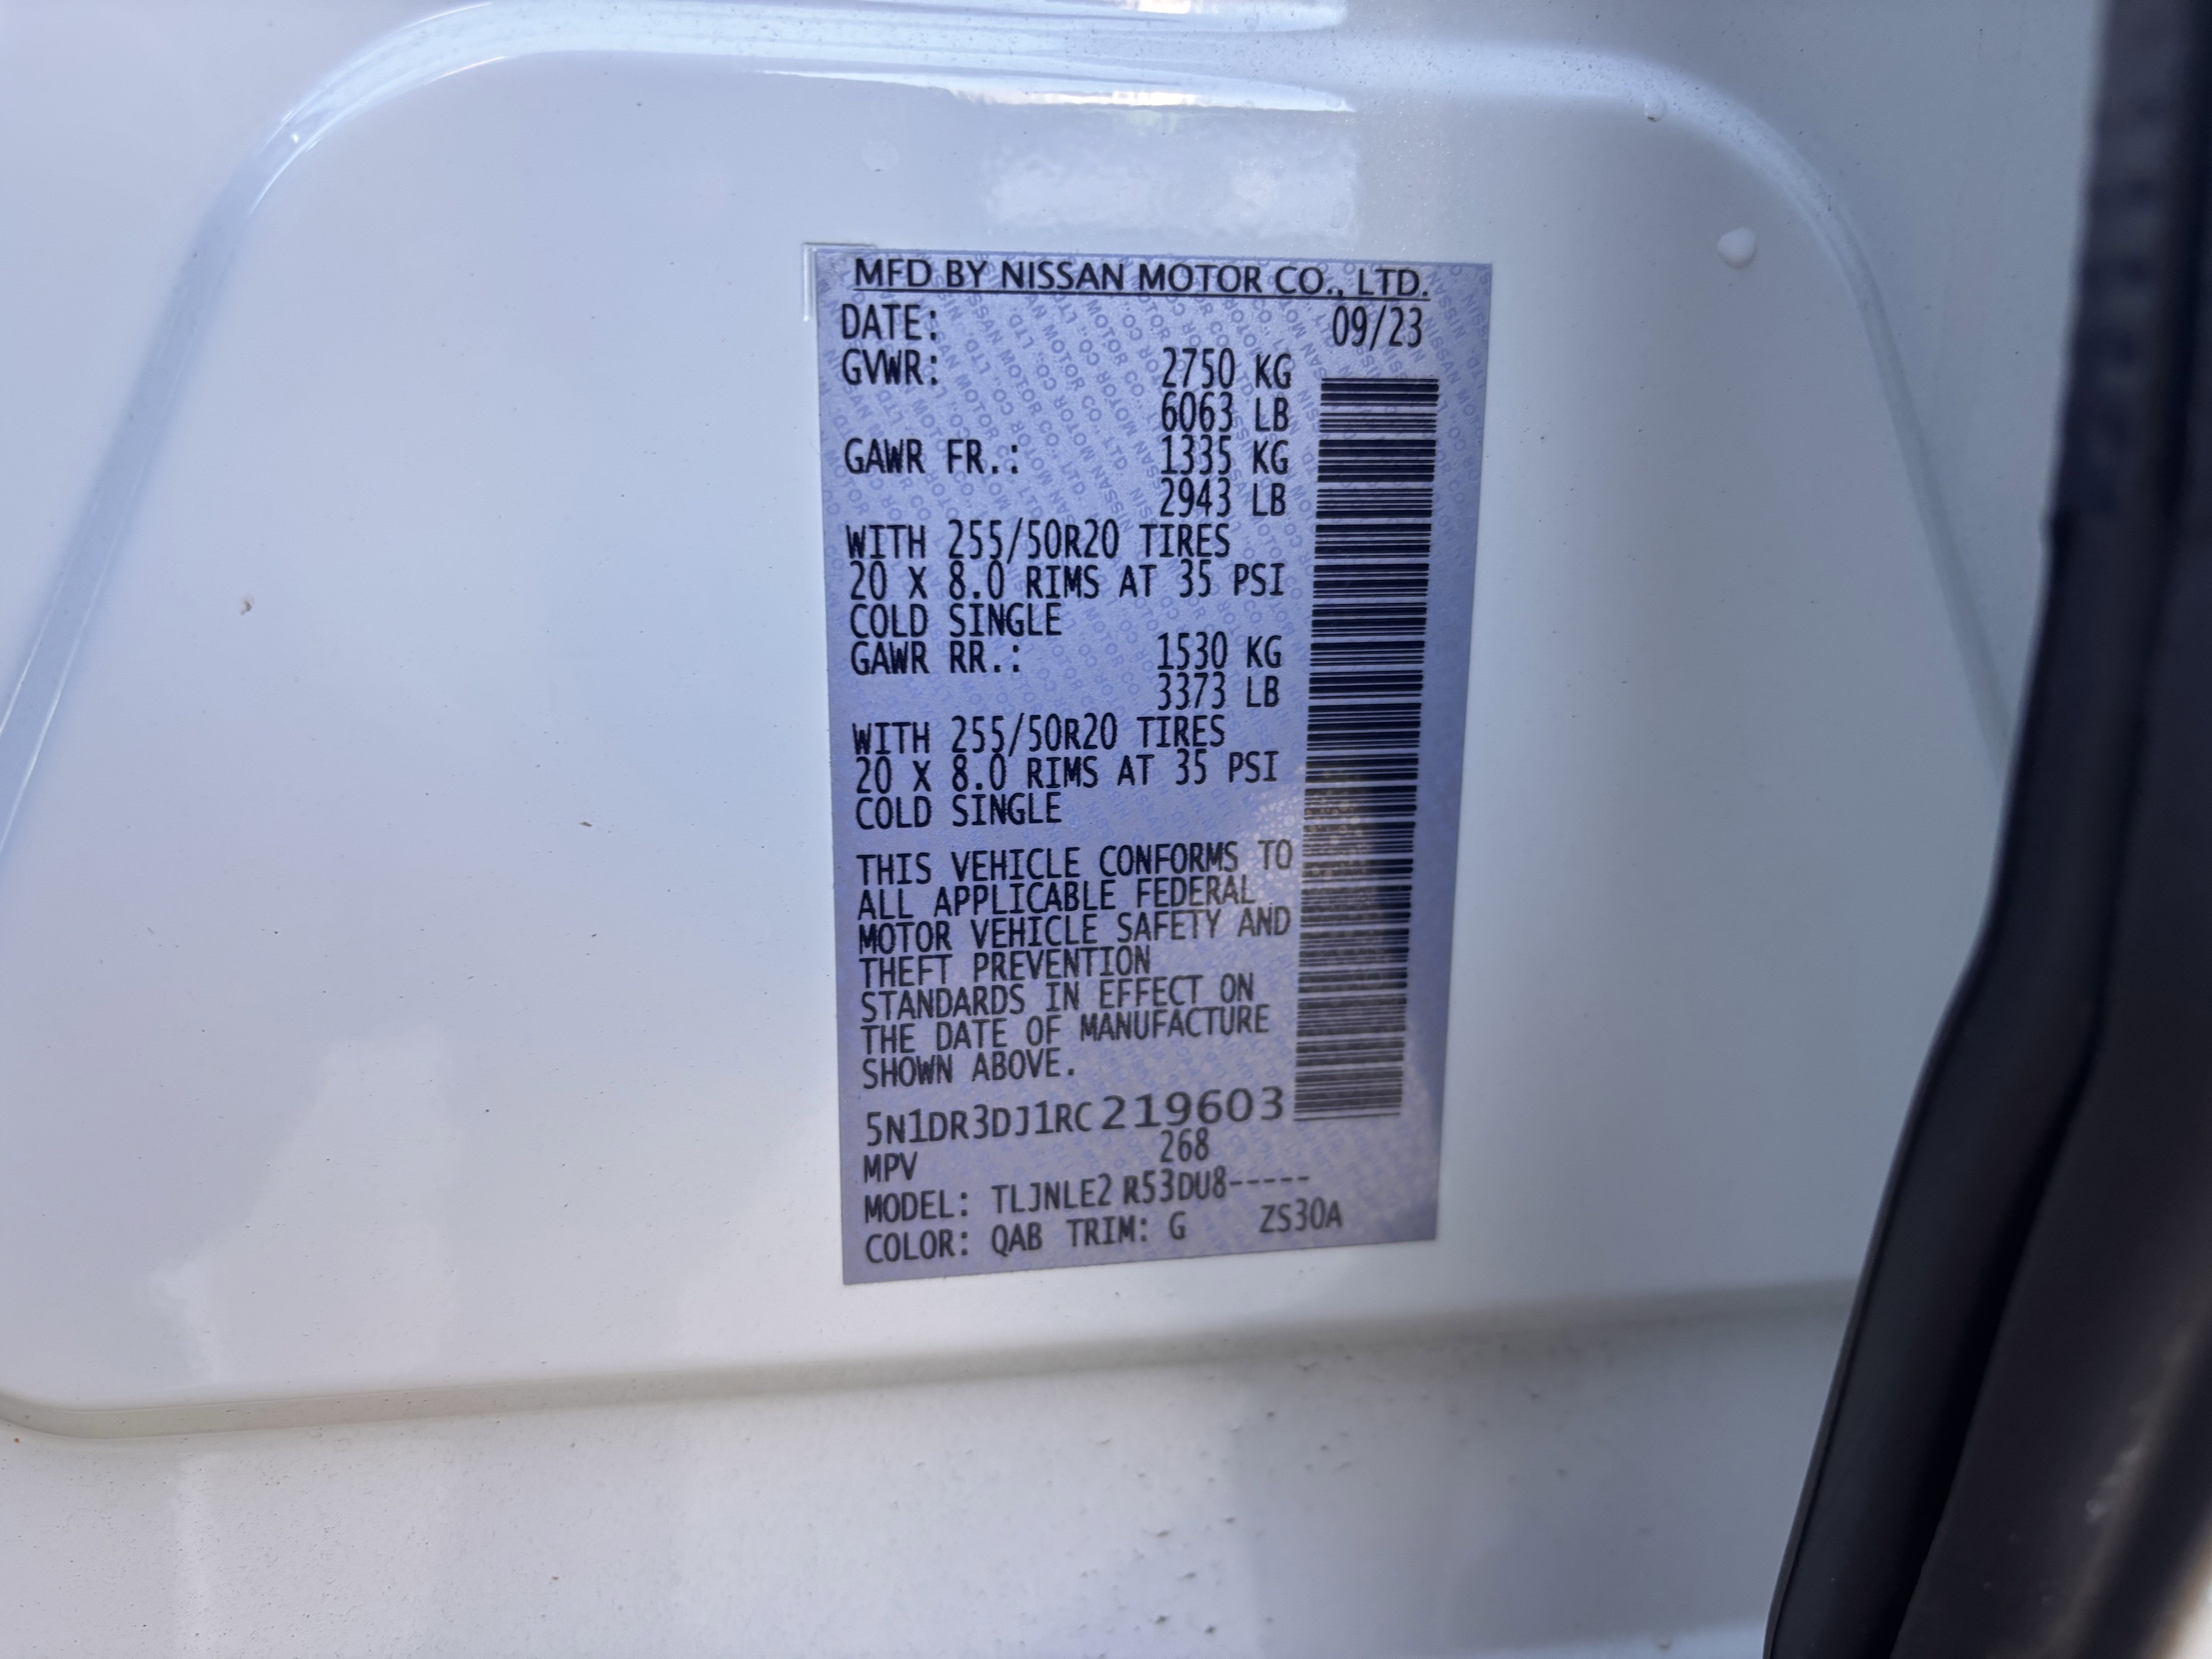 MFD BY NISSAN MOTOR CO., LTD.
DATE: 09/23
GVWR: 2750 KG
6063 LB
GAWR FR.: 1335 KG
2943 LB
WITH 255/50R20 TIRES
20 X 8.0 RIMS AT 35 PSI
COLD SINGLE
GAWR RR.: 1530 KG
3373 LB
WITH 255/50R20 TIRES
20 X 8.0 RIMS AT 35 PSI
COLD SINGLE
THIS VEHICLE CONFORMS TO
ALL APPLICABLE FEDERAL
MOTOR VEHICLE SAFETY AND
THEFT PREVENTION
STANDARDS IN EFFECT ON
THE DATE OF MANUFACTURE
SHOWN ABOVE.
5N1DR3DJ1RC219603
MPV 268
MODEL: TLJNLE2 R53DU8-----
COLOR: QAB TRIM: G ZS30A